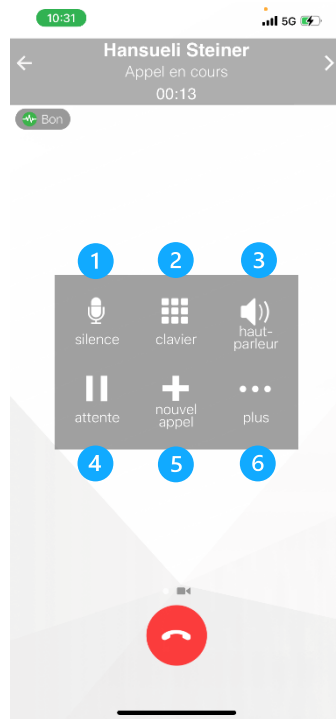 10:31
5G
Hansueli Steiner
Appel en cours
00:13
Bon
1 2 3
silence clavier haut-
parleur
attente nouvel
appel plus
4 5 6